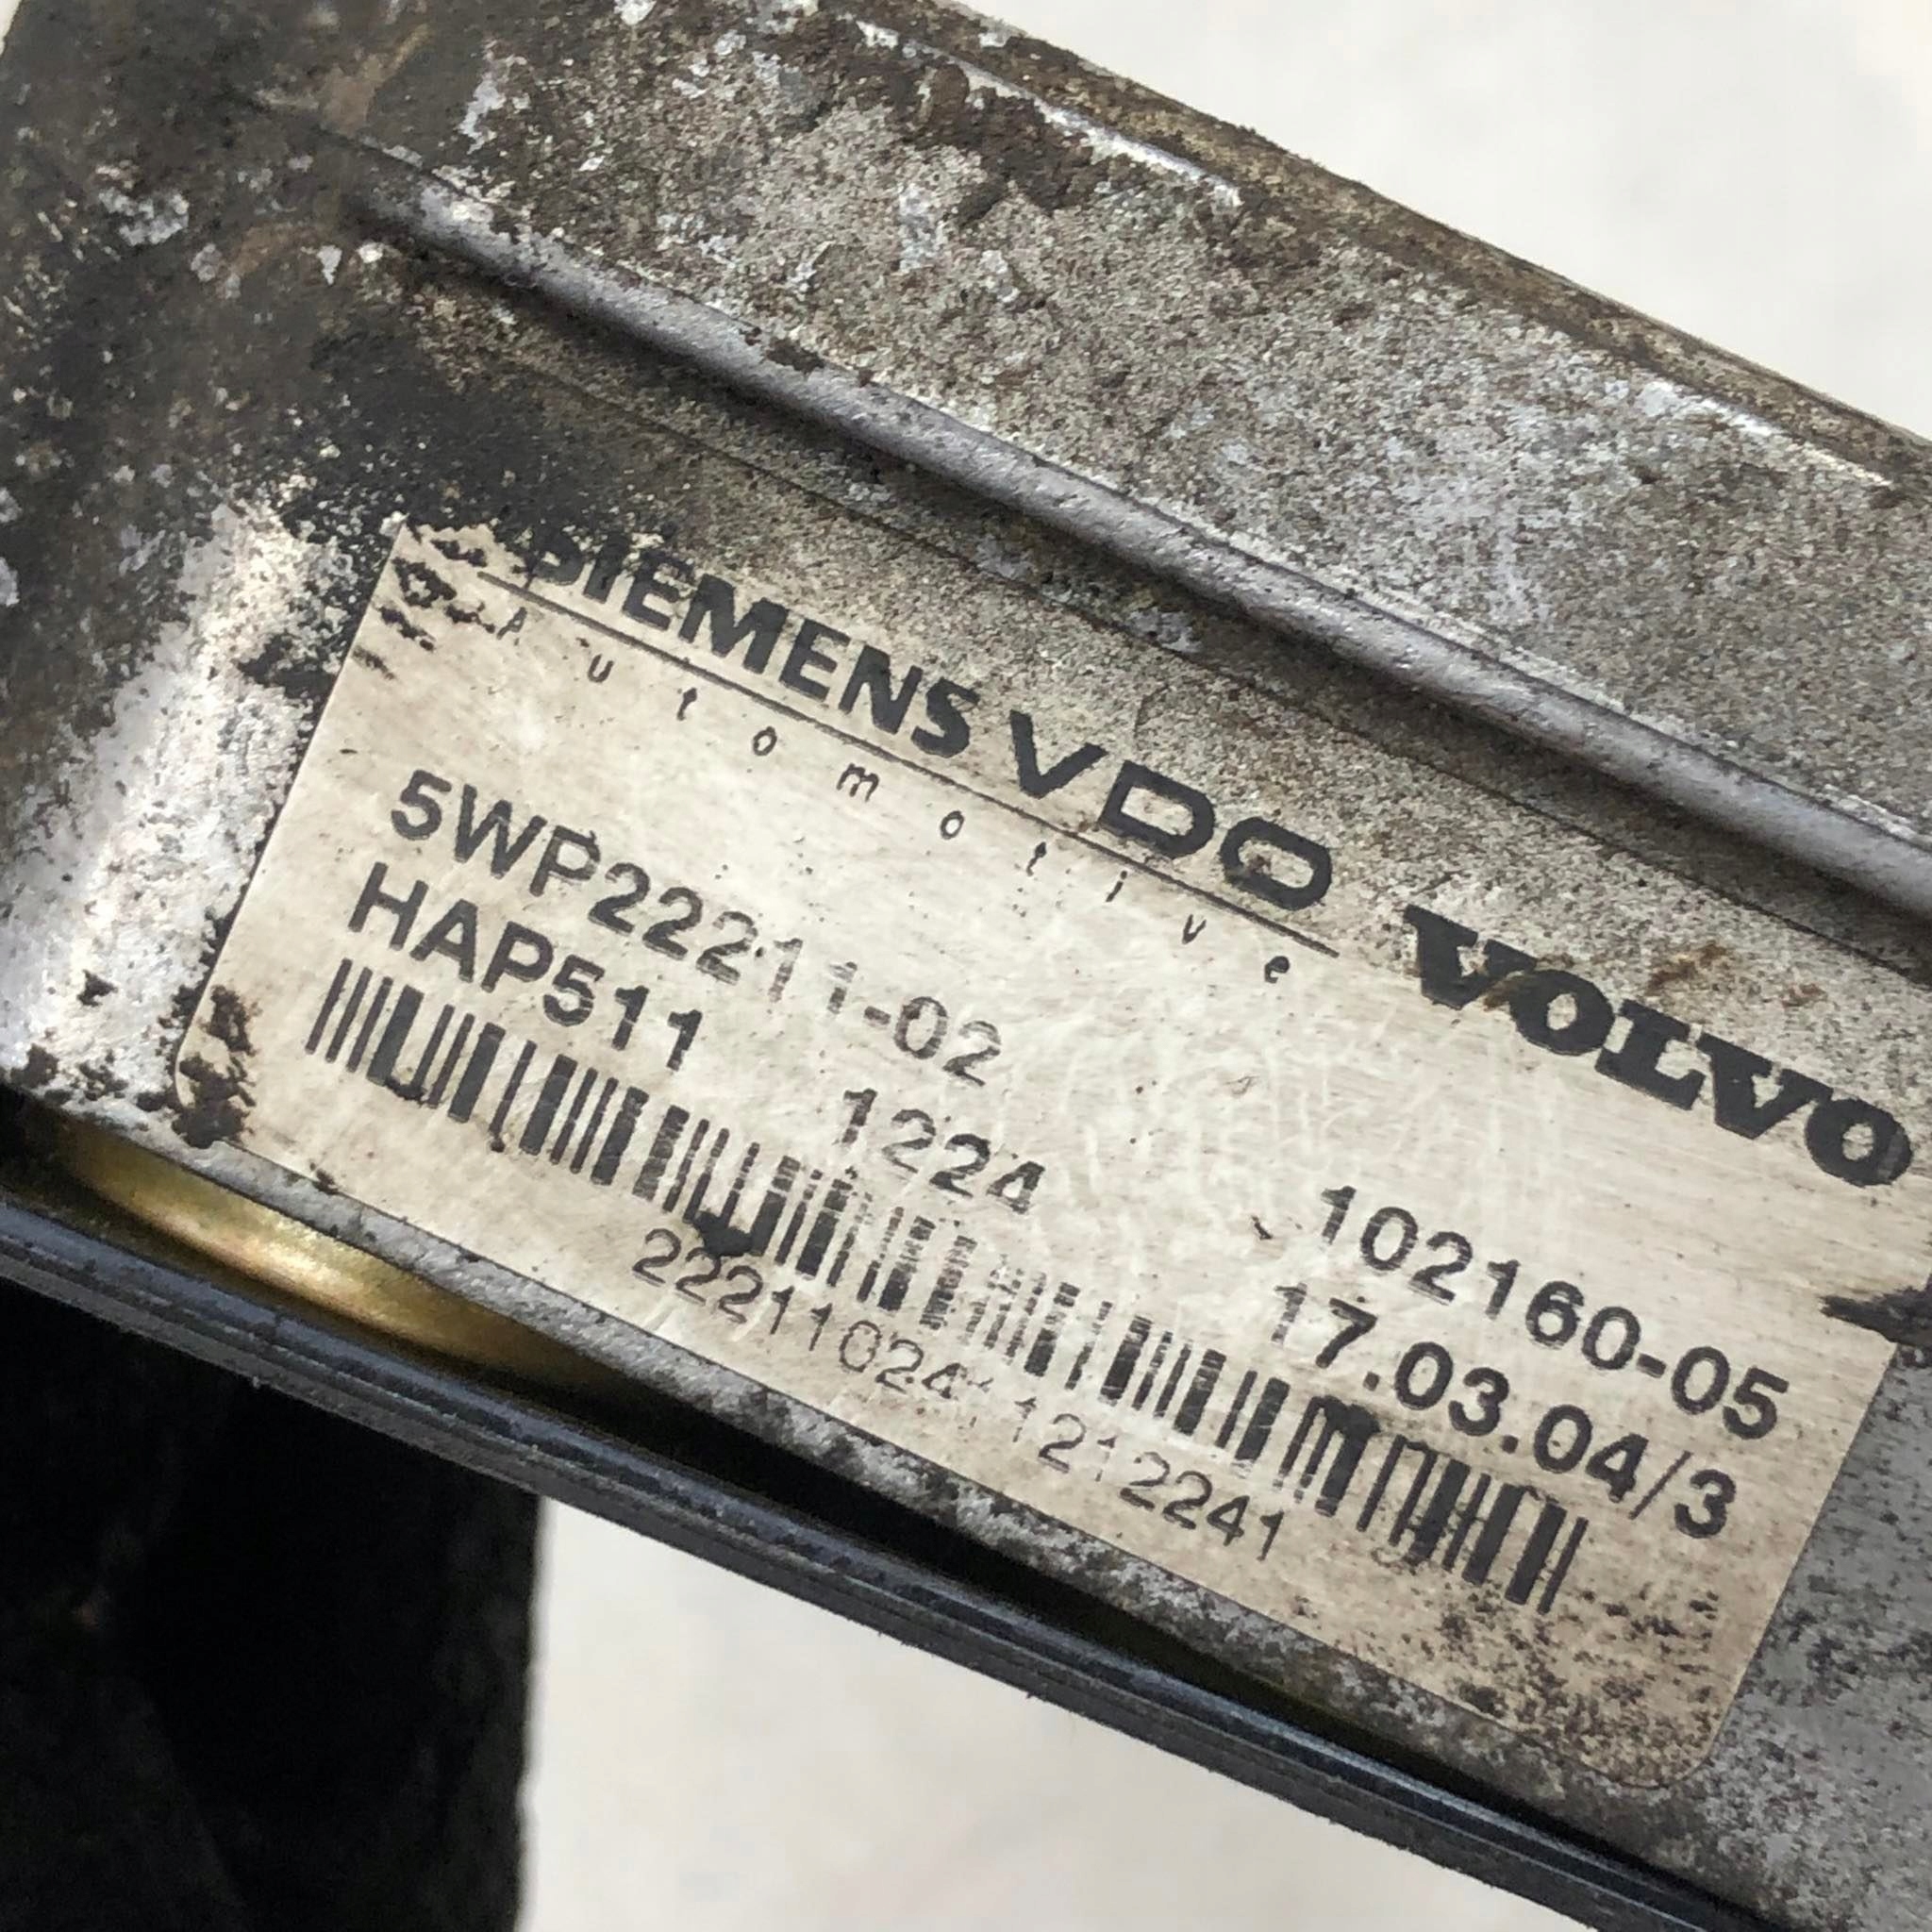 SIEMENS VDO VOLVO
Automotive
5WP22211-02 102160-05
HAP511 1224 17.03.04/3
2221102411212241